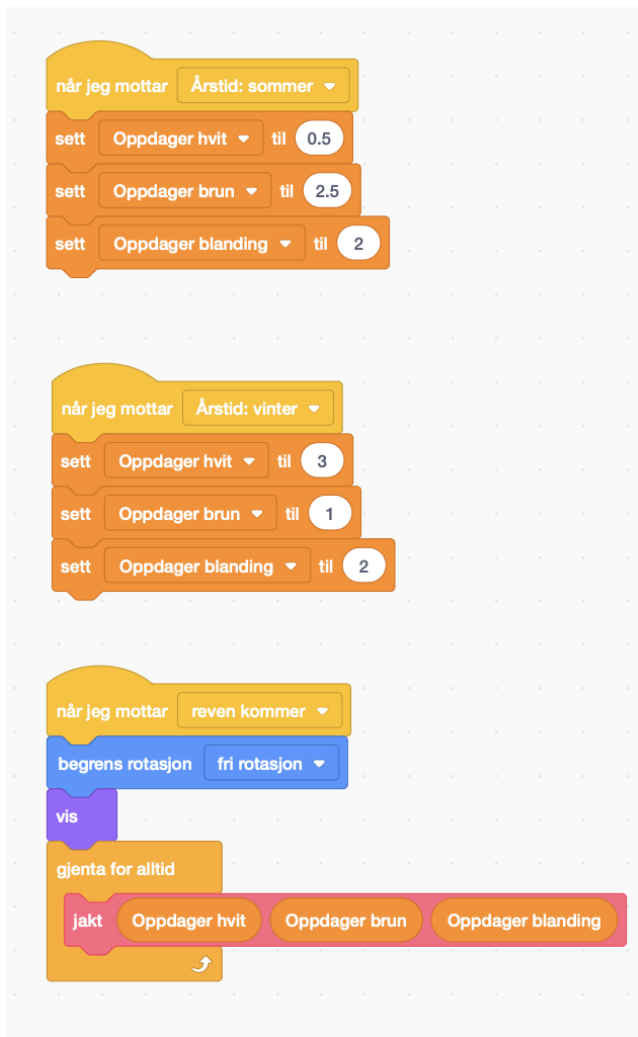 når jeg mottar Årstid: sommer
sett Oppdager hvit til 0.5
sett Oppdager brun til 2.5
sett Oppdager blanding til 2
når jeg mottar Årstid: vinter
sett Oppdager hvit til 3
sett Oppdager brun til 1
sett Oppdager blanding til 2
når jeg mottar reven kommer
begrens rotasjon fri rotasjon
vis
gjenta for alltid
jakt Oppdager hvit Oppdager brun Oppdager blanding